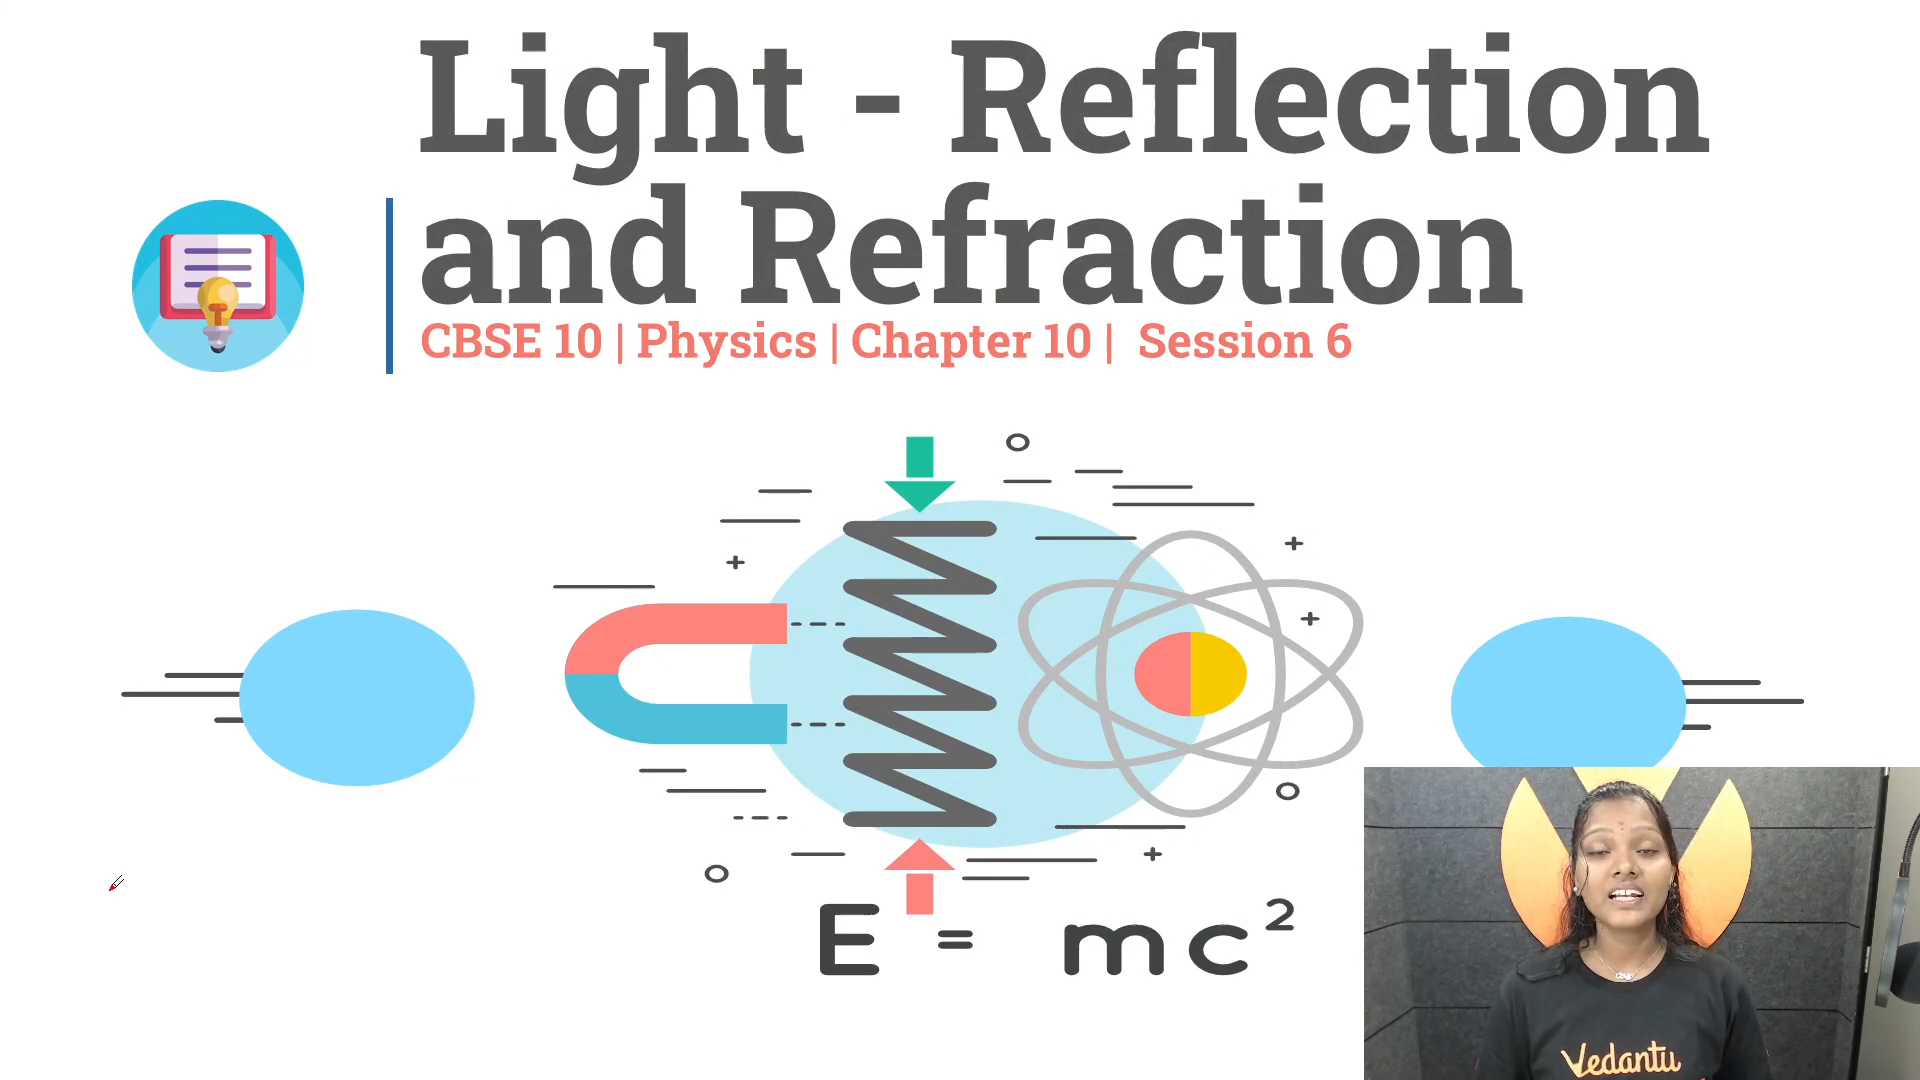 Light - Reflection
and Refraction
CBSE 10 | Physics | Chapter 10 | Session 6
E = mc²
Vedantu